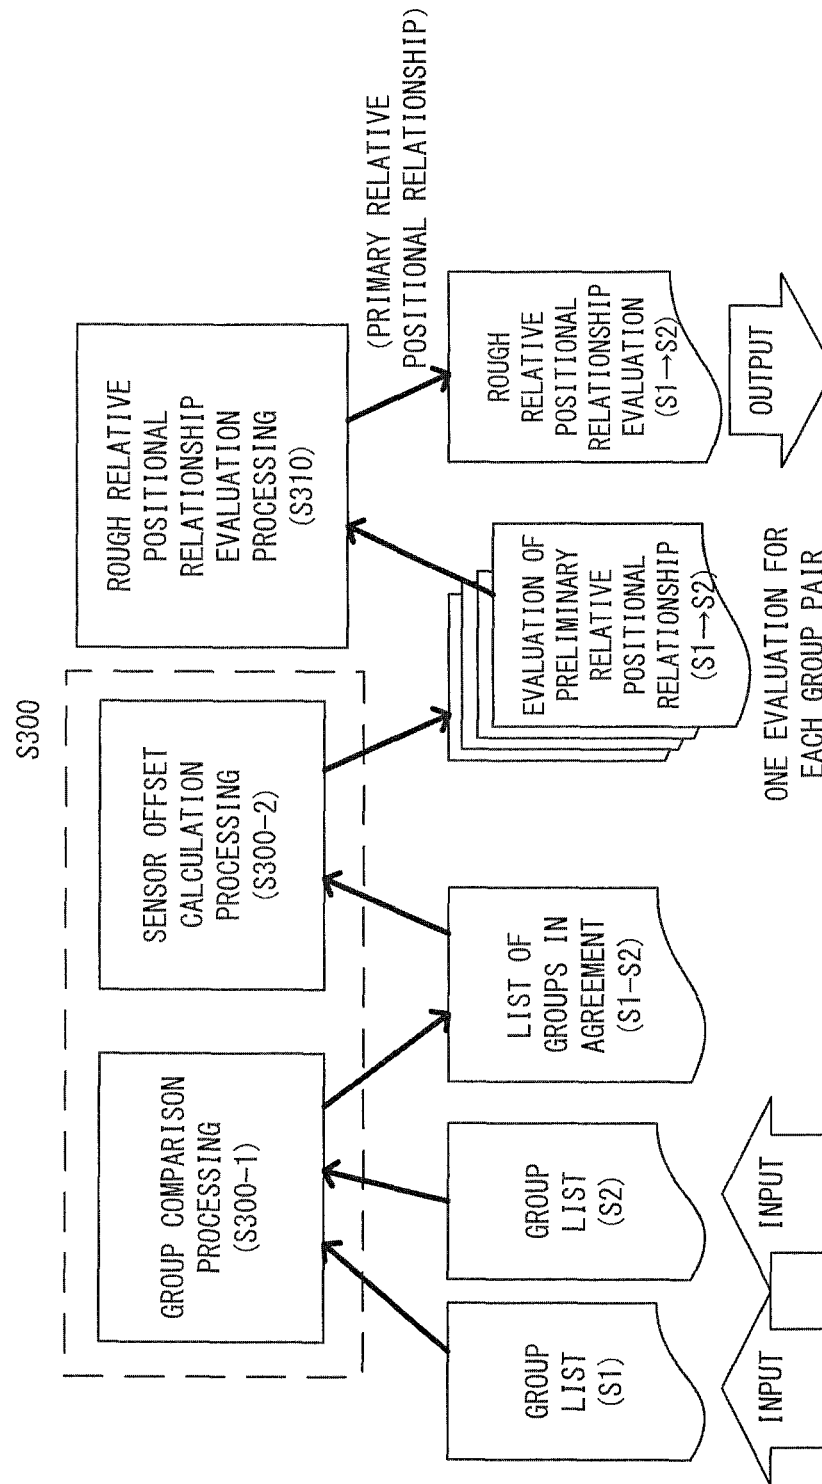 S300
GROUP COMPARISON
PROCESSING
(S300-1)
SENSOR OFFSET
CALCULATION
PROCESSING
(S300-2)
ROUGH RELATIVE
POSITIONAL
RELATIONSHIP
EVALUATION
PROCESSING
(S310)
(PRIMARY RELATIVE
POSITIONAL RELATIONSHIP)
GROUP
LIST
(S1)
GROUP
LIST
(S2)
LIST OF
GROUPS IN
AGREEMENT
(S1-S2)
EVALUATION OF
PRELIMINARY
RELATIVE
POSITIONAL
RELATIONSHIP
(S1→S2)
ROUGH
RELATIVE
POSITIONAL
RELATIONSHIP
EVALUATION
(S1→S2)
INPUT
INPUT
ONE EVALUATION FOR
EACH GROUP PAIR
OUTPUT